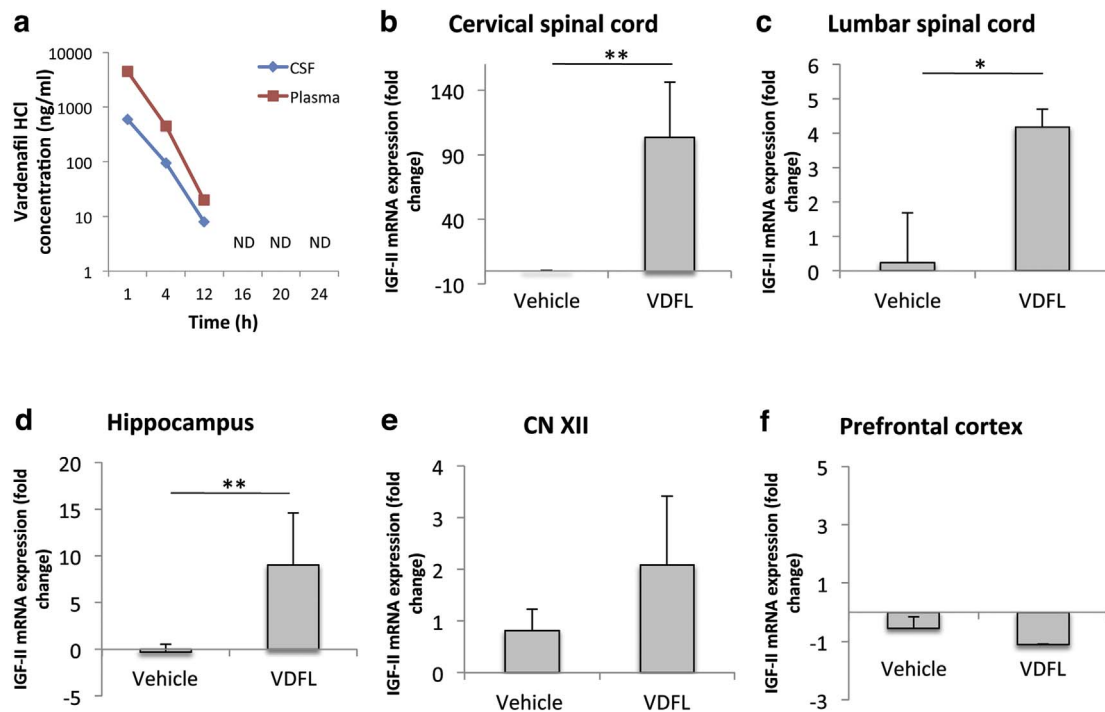 a
10000
1000
100
10
1
Vardenafil HCl
concentration (ng/ml)
CSF
Plasma
ND ND ND
1 4 12 16 20 24
Time (h)
b Cervical spinal cord
**
IGF-II mRNA expression (fold
change)
140
90
40
-10
Vehicle VDFL
c Lumbar spinal cord
*
IGF-II mRNA expression (fold
change)
6
5
4
3
2
1
0
Vehicle VDFL
d Hippocampus
**
IGF-II mRNA expression (fold
change)
20
15
10
5
0
-5
Vehicle VDFL
e CN XII
IGF-II mRNA expression (fold
change)
4
3
2
1
0
Vehicle VDFL
f Prefrontal cortex
IGF-II mRNA expression (fold
change)
5
3
1
-1
-3
Vehicle VDFL